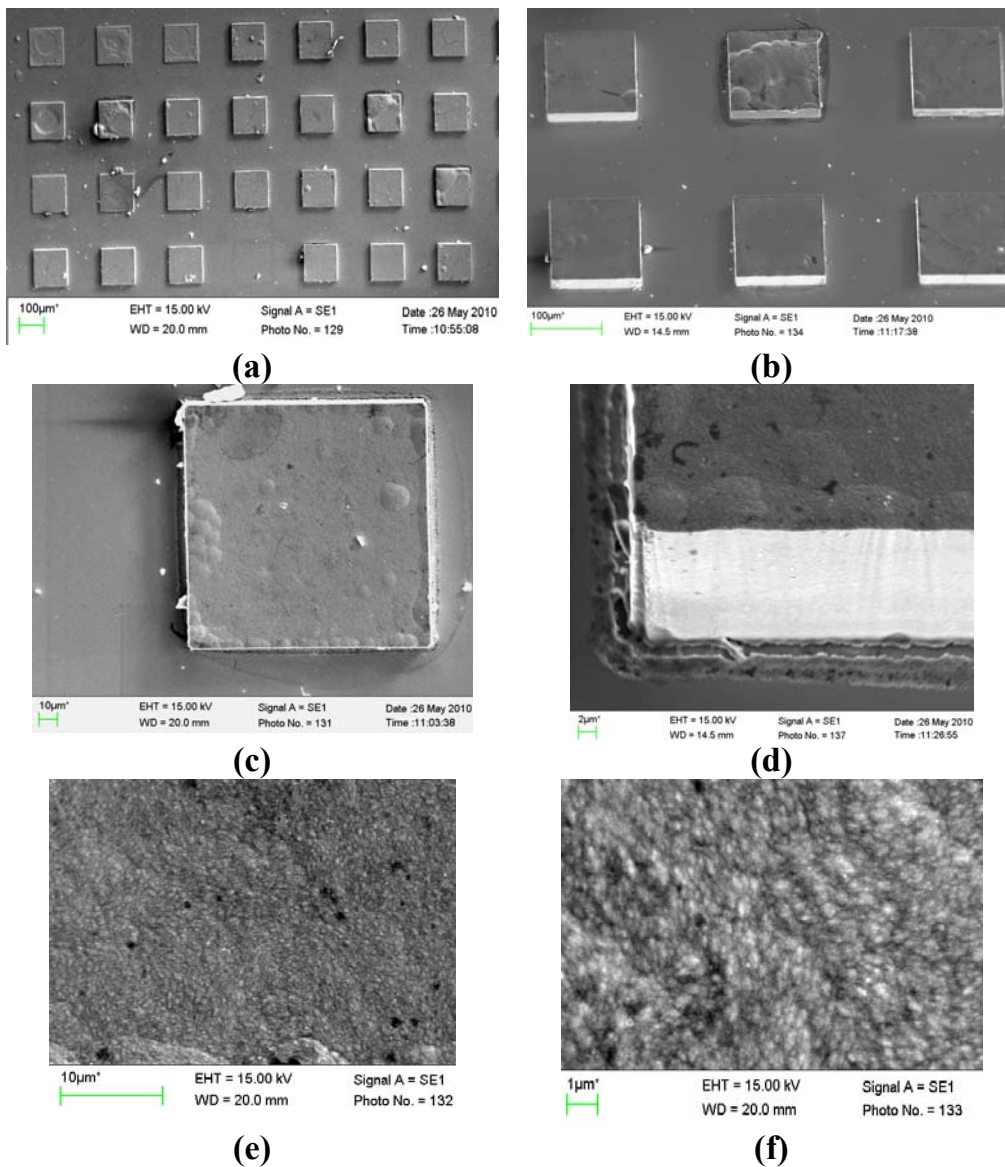 100µm* EHT = 15.00 kV Signal A = SE1 Date :26 May 2010
WD = 20.0 mm Photo No. = 129 Time :10:55:08
(a)
100µm* EHT = 15.00 kV Signal A = SE1 Date :26 May 2010
WD = 14.5 mm Photo No. = 134 Time :11:17:38
(b)
10µm* EHT = 15.00 kV Signal A = SE1 Date :26 May 2010
WD = 20.0 mm Photo No. = 131 Time :11:03:38
(c)
2µm* EHT = 15.00 kV Signal A = SE1 Date :26 May 2010
WD = 14.5 mm Photo No. = 137 Time :11:26:55
(d)
10µm* EHT = 15.00 kV Signal A = SE1
WD = 20.0 mm Photo No. = 132
(e)
1µm* EHT = 15.00 kV Signal A = SE1
WD = 20.0 mm Photo No. = 133
(f)